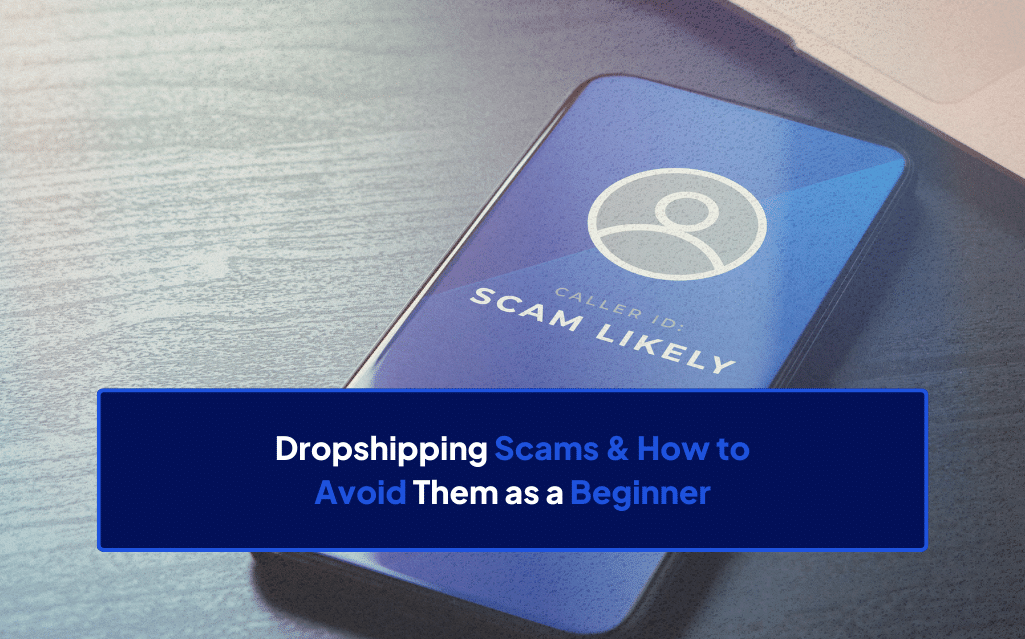 CALLER ID:
SCAM LIKELY
Dropshipping Scams & How to
Avoid Them as a Beginner